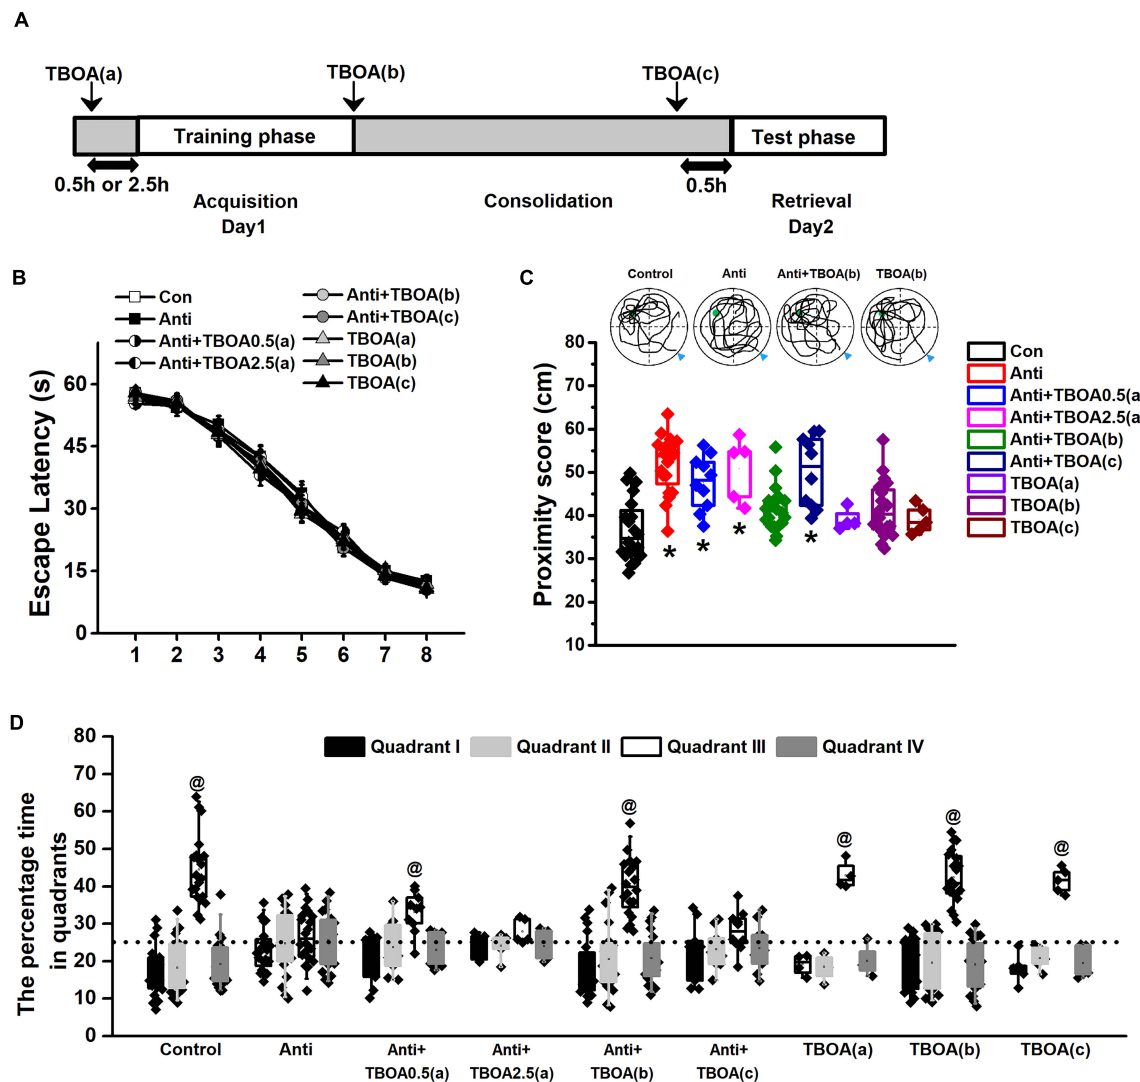 A
TBOA(a)
TBOA(b)
TBOA(c)
Training phase
Test phase
0.5h or 2.5h
0.5h
Acquisition
Day1
Consolidation
Retrieval
Day2
B
Con
Anti
Anti+TBOA0.5(a)
Anti+TBOA2.5(a)
Anti+TBOA(b)
Anti+TBOA(c)
TBOA(a)
TBOA(b)
TBOA(c)
Escape Latency (s)
60
45
30
15
0
1 2 3 4 5 6 7 8
C
Control
Anti
Anti+TBOA(b)
TBOA(b)
Proximity score (cm)
80
70
60
50
40
30
20
10
* * * *
Con
Anti
Anti+TBOA0.5(a
Anti+TBOA2.5(a
Anti+TBOA(b)
Anti+TBOA(c)
TBOA(a)
TBOA(b)
TBOA(c)
D
The percentage time
in quadrants
80
70
60
50
40
30
20
10
0
Quadrant I
Quadrant II
Quadrant III
Quadrant IV
@ @ @ @ @ @
Control
Anti
Anti+
TBOA0.5(a)
Anti+
TBOA2.5(a)
Anti+
TBOA(b)
Anti+
TBOA(c)
TBOA(a)
TBOA(b)
TBOA(c)